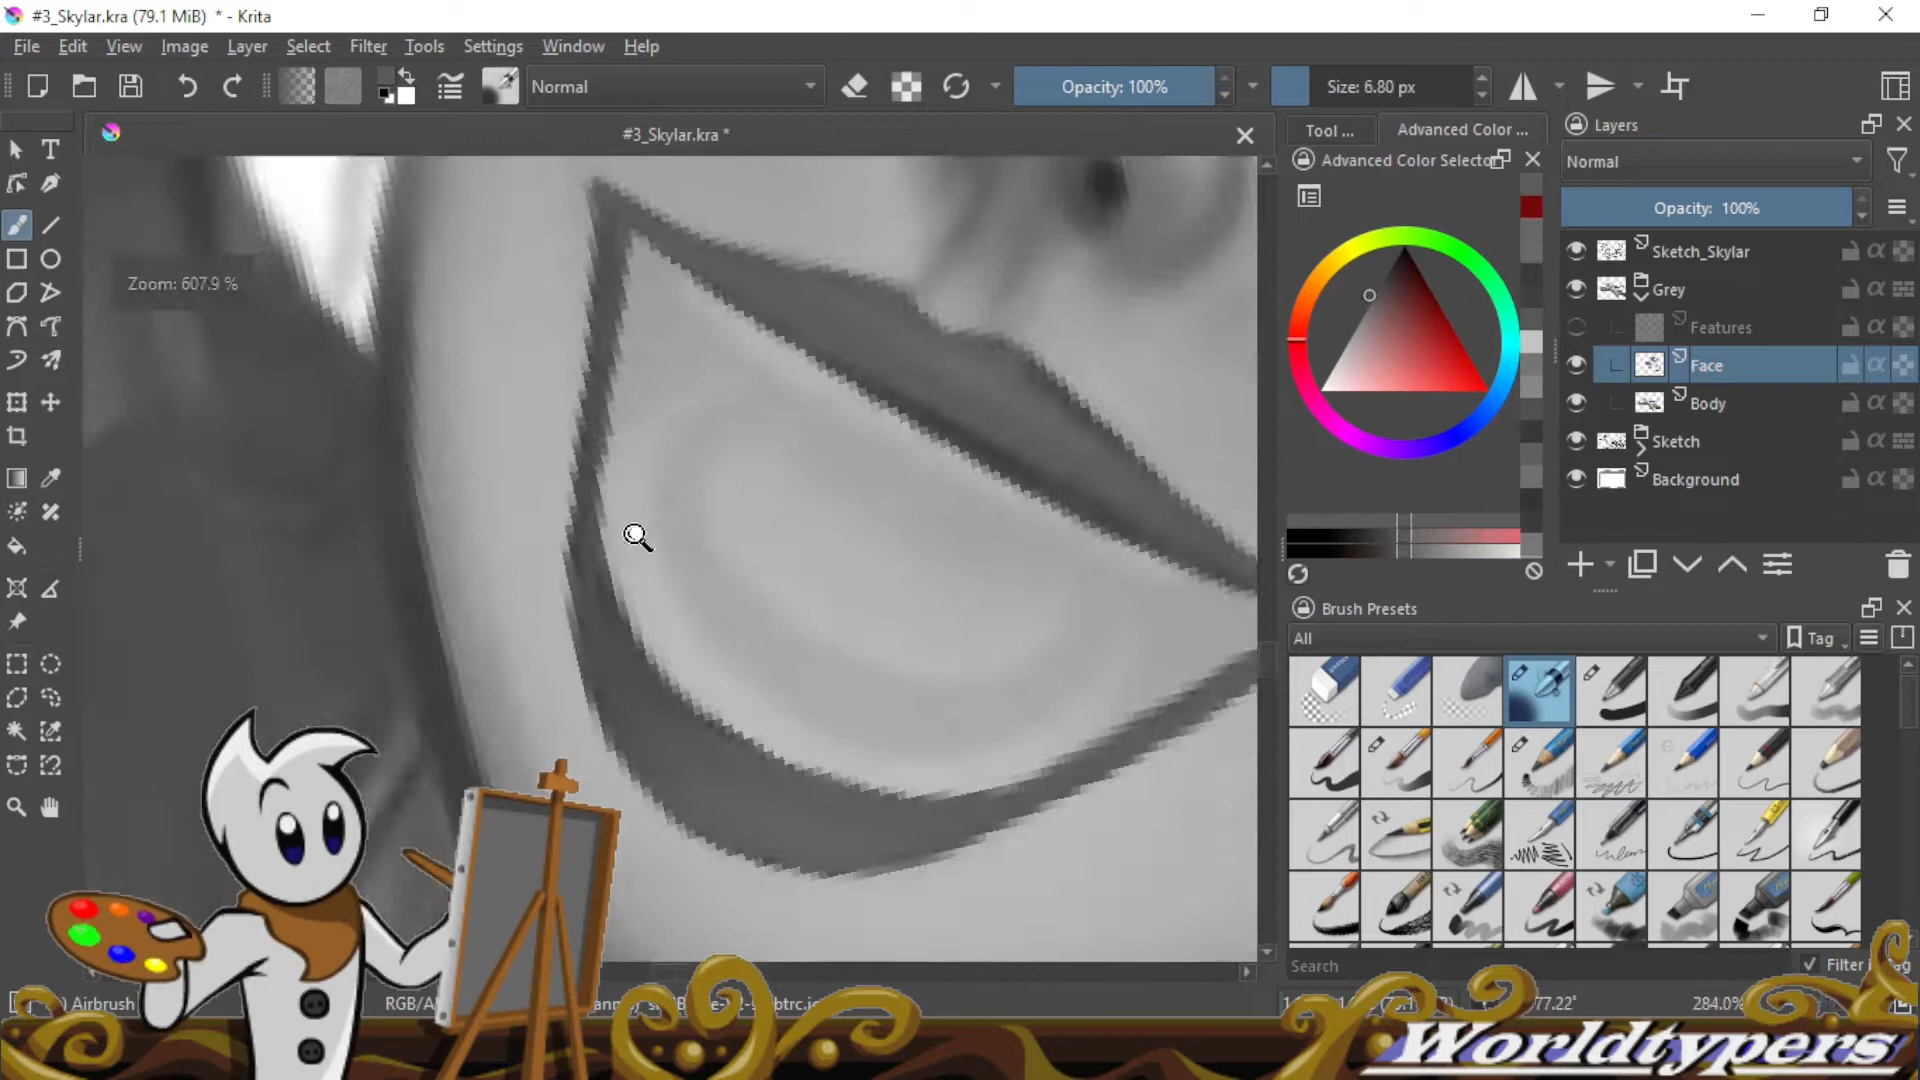 #3_Skylar.kra (79.1 MiB) * - Krita
File Edit View Image Layer Select Filter Tools Settings Window Help
Normal
Opacity: 100%
Size: 6.80 px
#3_Skylar.kra *
Tool ...
Advanced Color ...
Layers
Advanced Color Selecto
Normal
Opacity: 100%
Sketch_Skylar
Grey
Features
Face
Body
Sketch
Background
Zoom: 607.9 %
Brush Presets
All
Tag
Search
Filter i
) Airbrush
RGB/A
77.22°
284.0%
Worldtypers